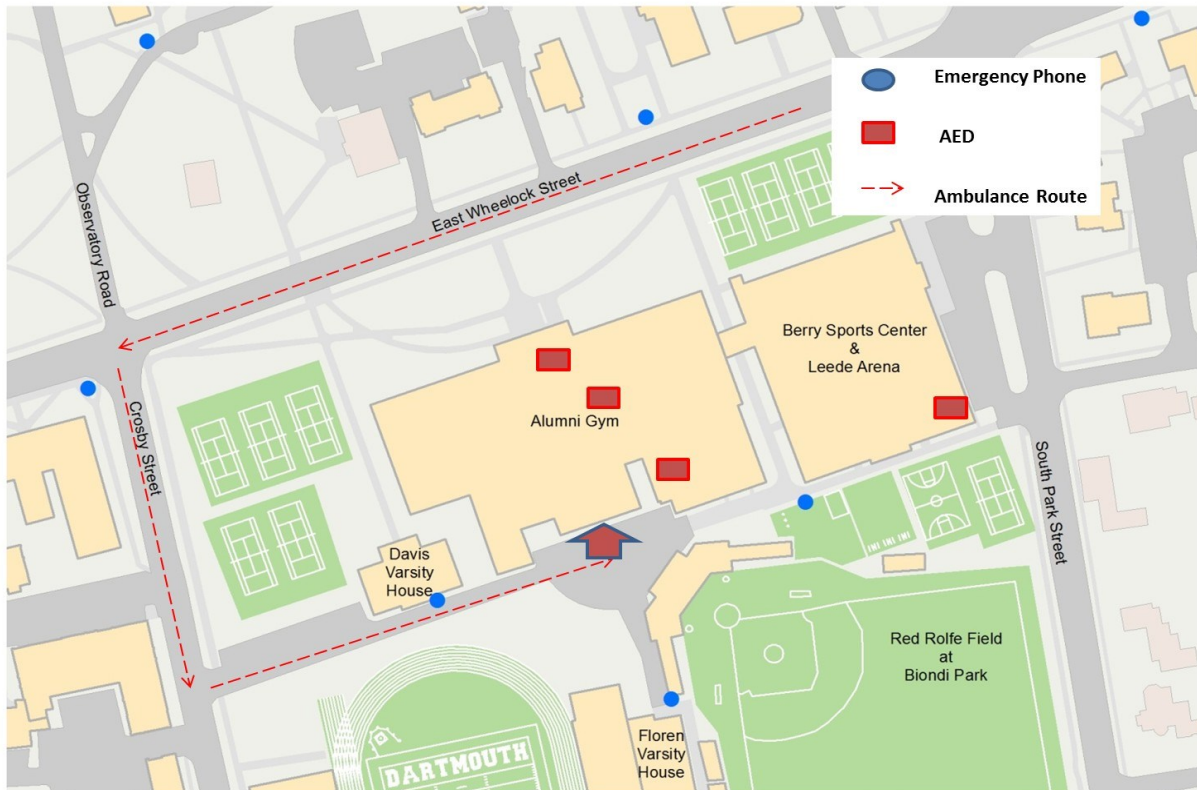 Emergency Phone
AED
Ambulance Route
Observatory Road
East Wheelock Street
Berry Sports Center
&
Leede Arena
Alumni Gym
Crosby Street
South Park Street
Davis
Varsity
House
Red Rolfe Field
at
Biondi Park
Floren
Varsity
House
DARTMOUTH